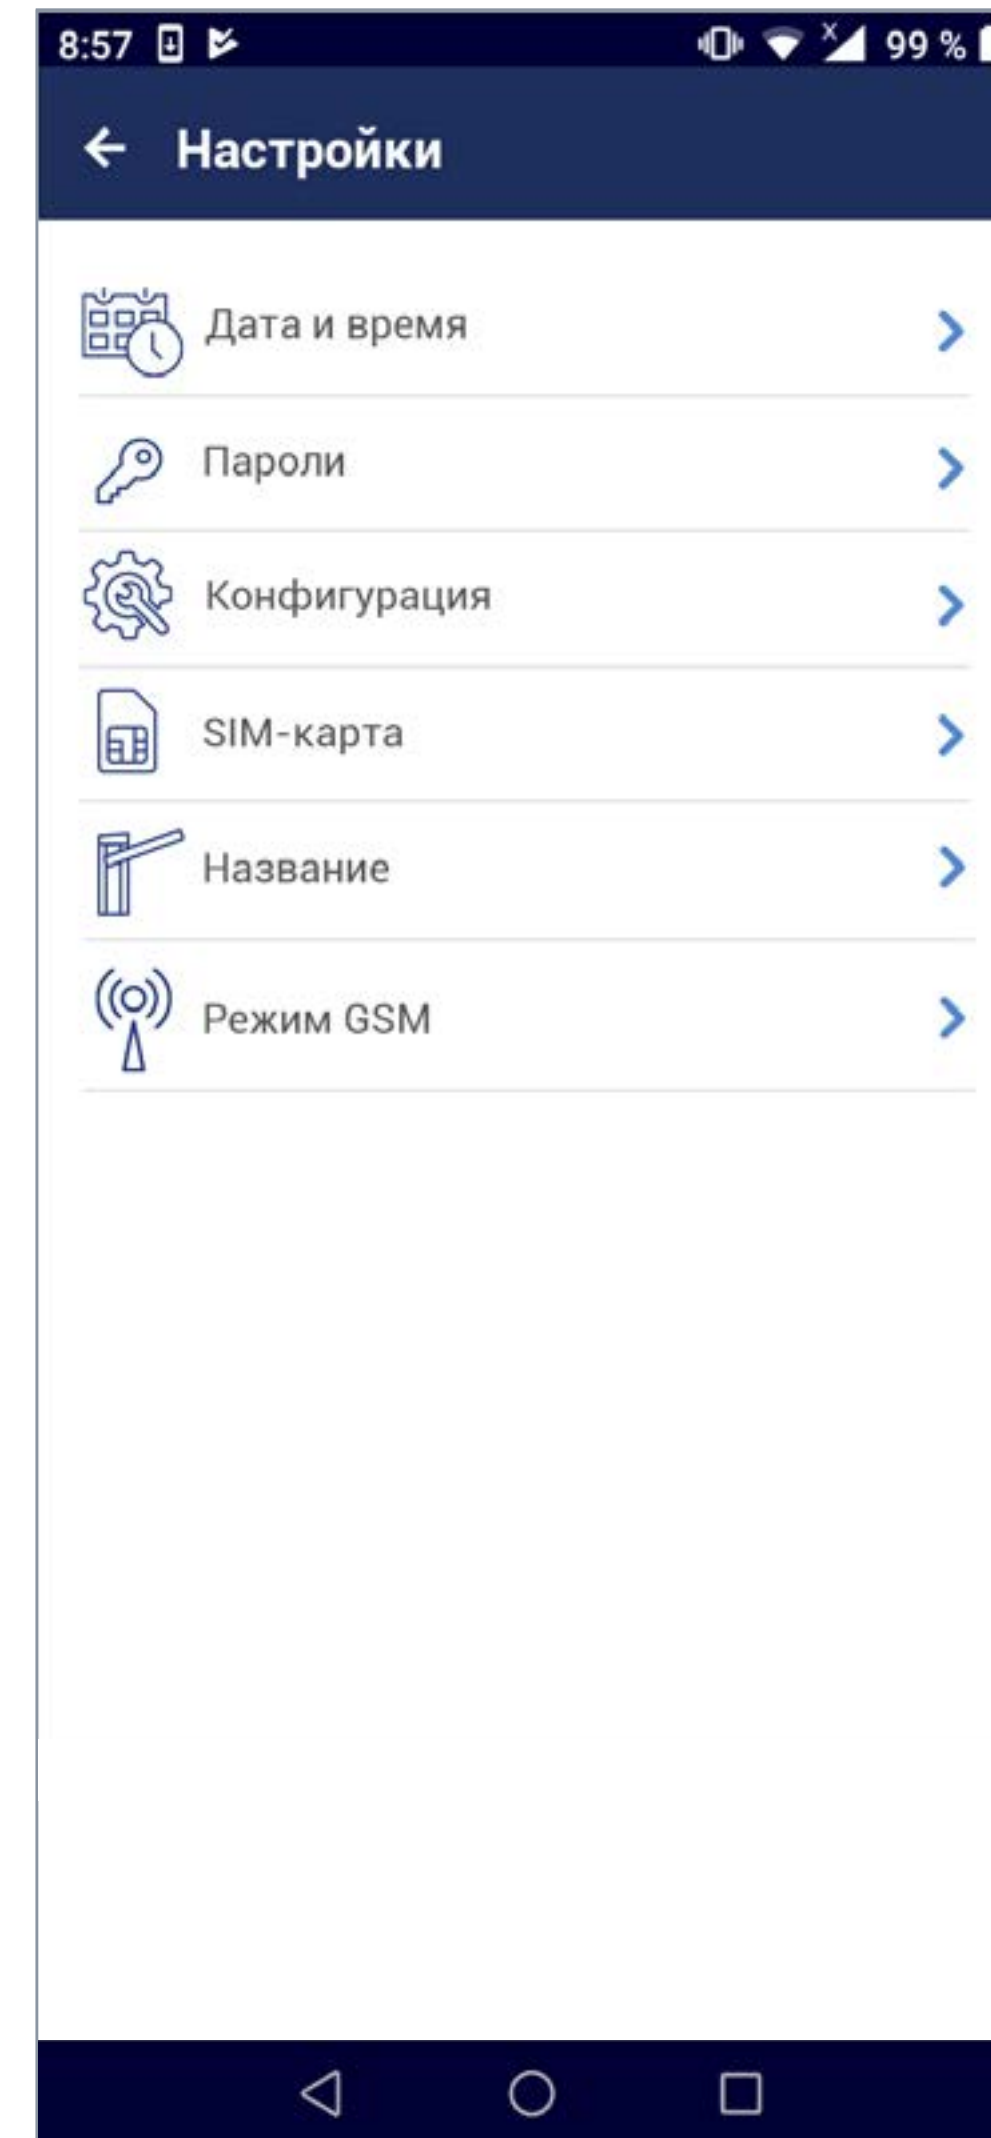 8:57 99 %
Настройки
Дата и время
Пароли
Конфигурация
SIM-карта
Название
Режим GSM